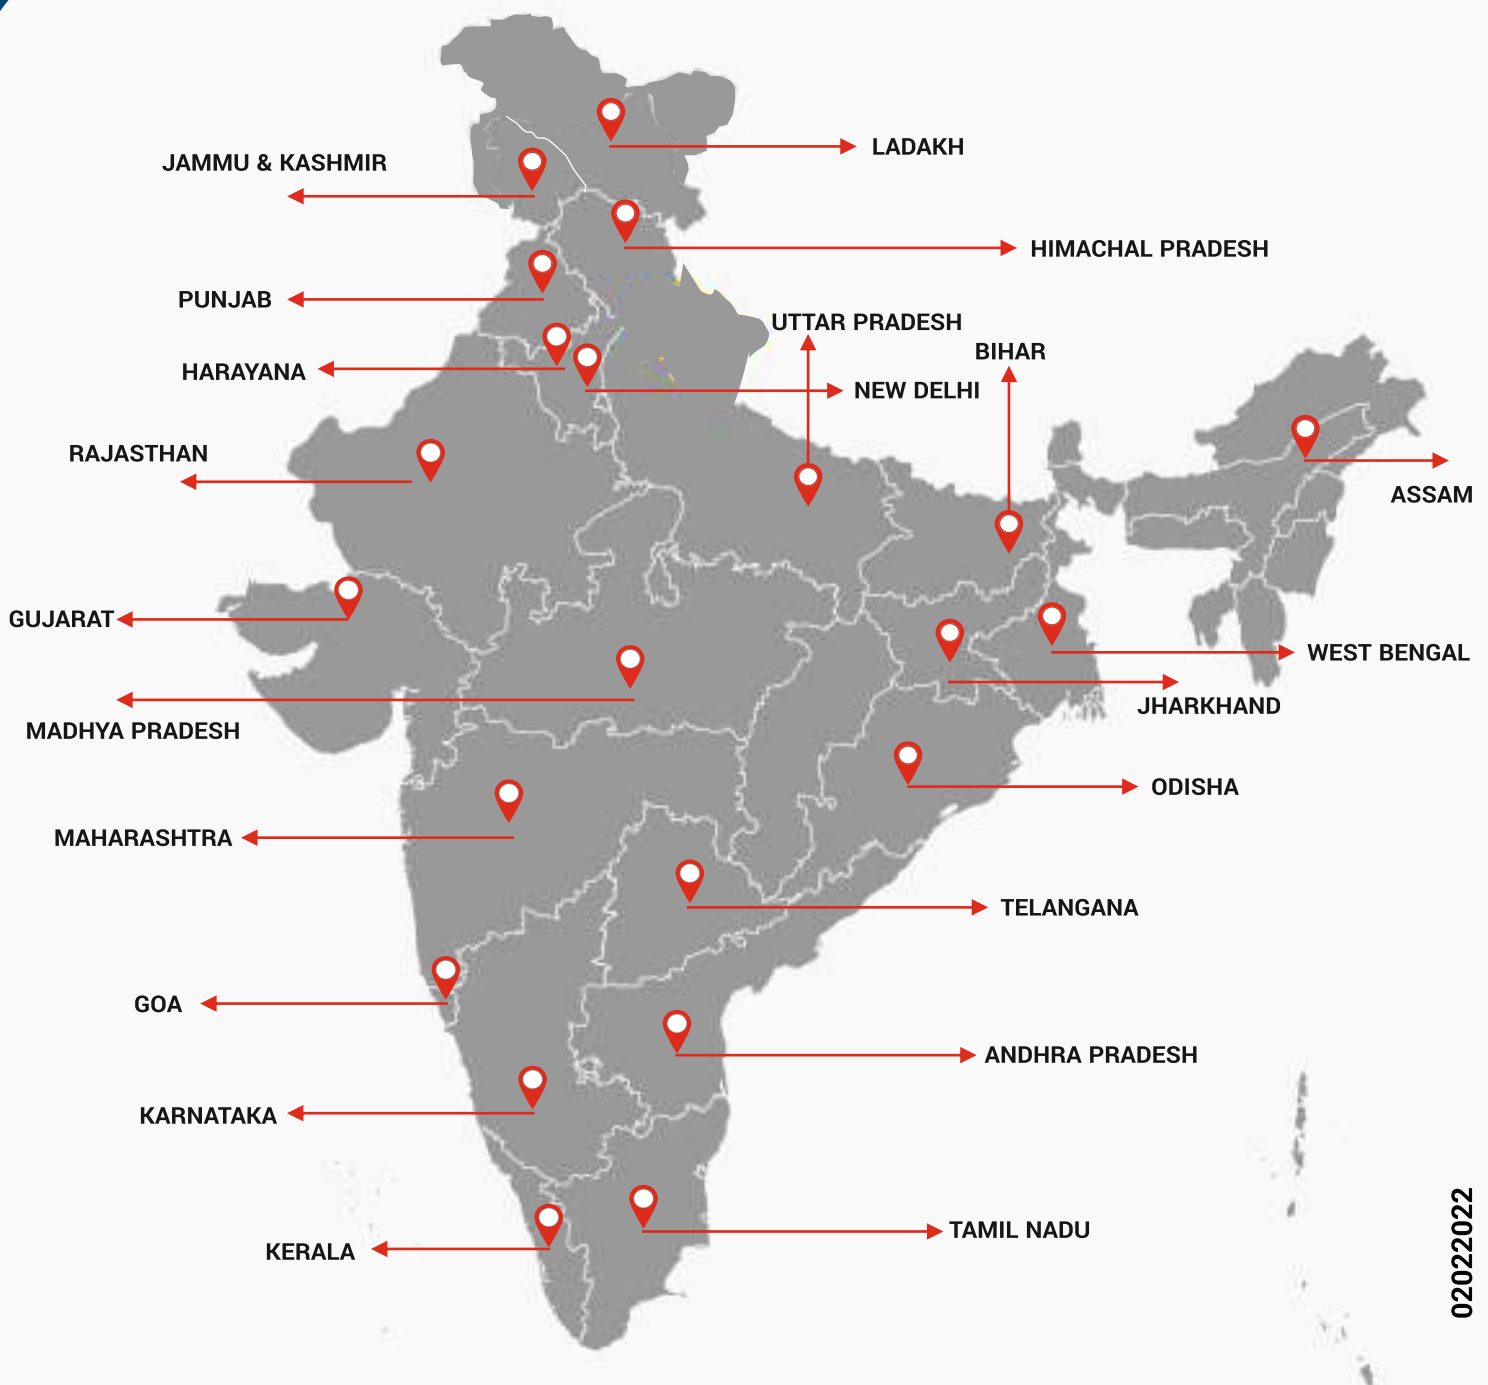 LADAKH
JAMMU & KASHMIR
HIMACHAL PRADESH
PUNJAB
UTTAR PRADESH
BIHAR
HARAYANA
NEW DELHI
RAJASTHAN
ASSAM
GUJARAT
WEST BENGAL
JHARKHAND
MADHYA PRADESH
ODISHA
MAHARASHTRA
TELANGANA
GOA
ANDHRA PRADESH
KARNATAKA
TAMIL NADU
KERALA
02022022